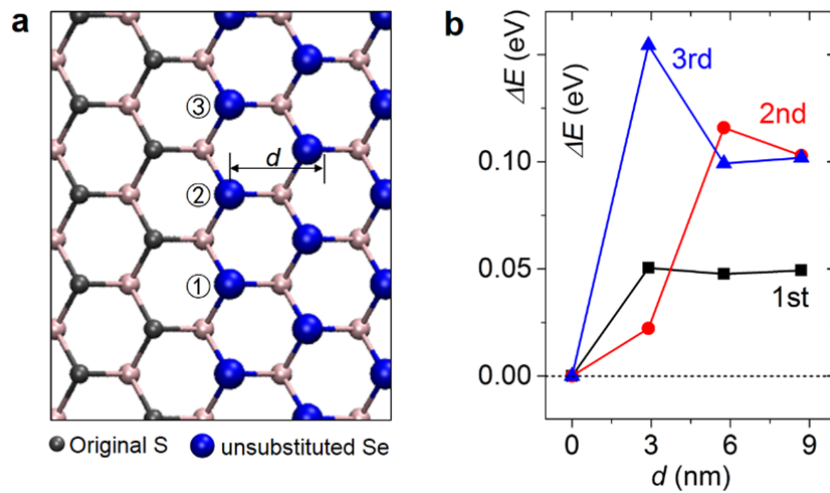 a
③
d
②
①
Original S
unsubstituted Se
b
ΔE (eV)
ΔE (eV)
3rd
2nd
1st
0.10
0.05
0.00
0 3 6 9
d (nm)